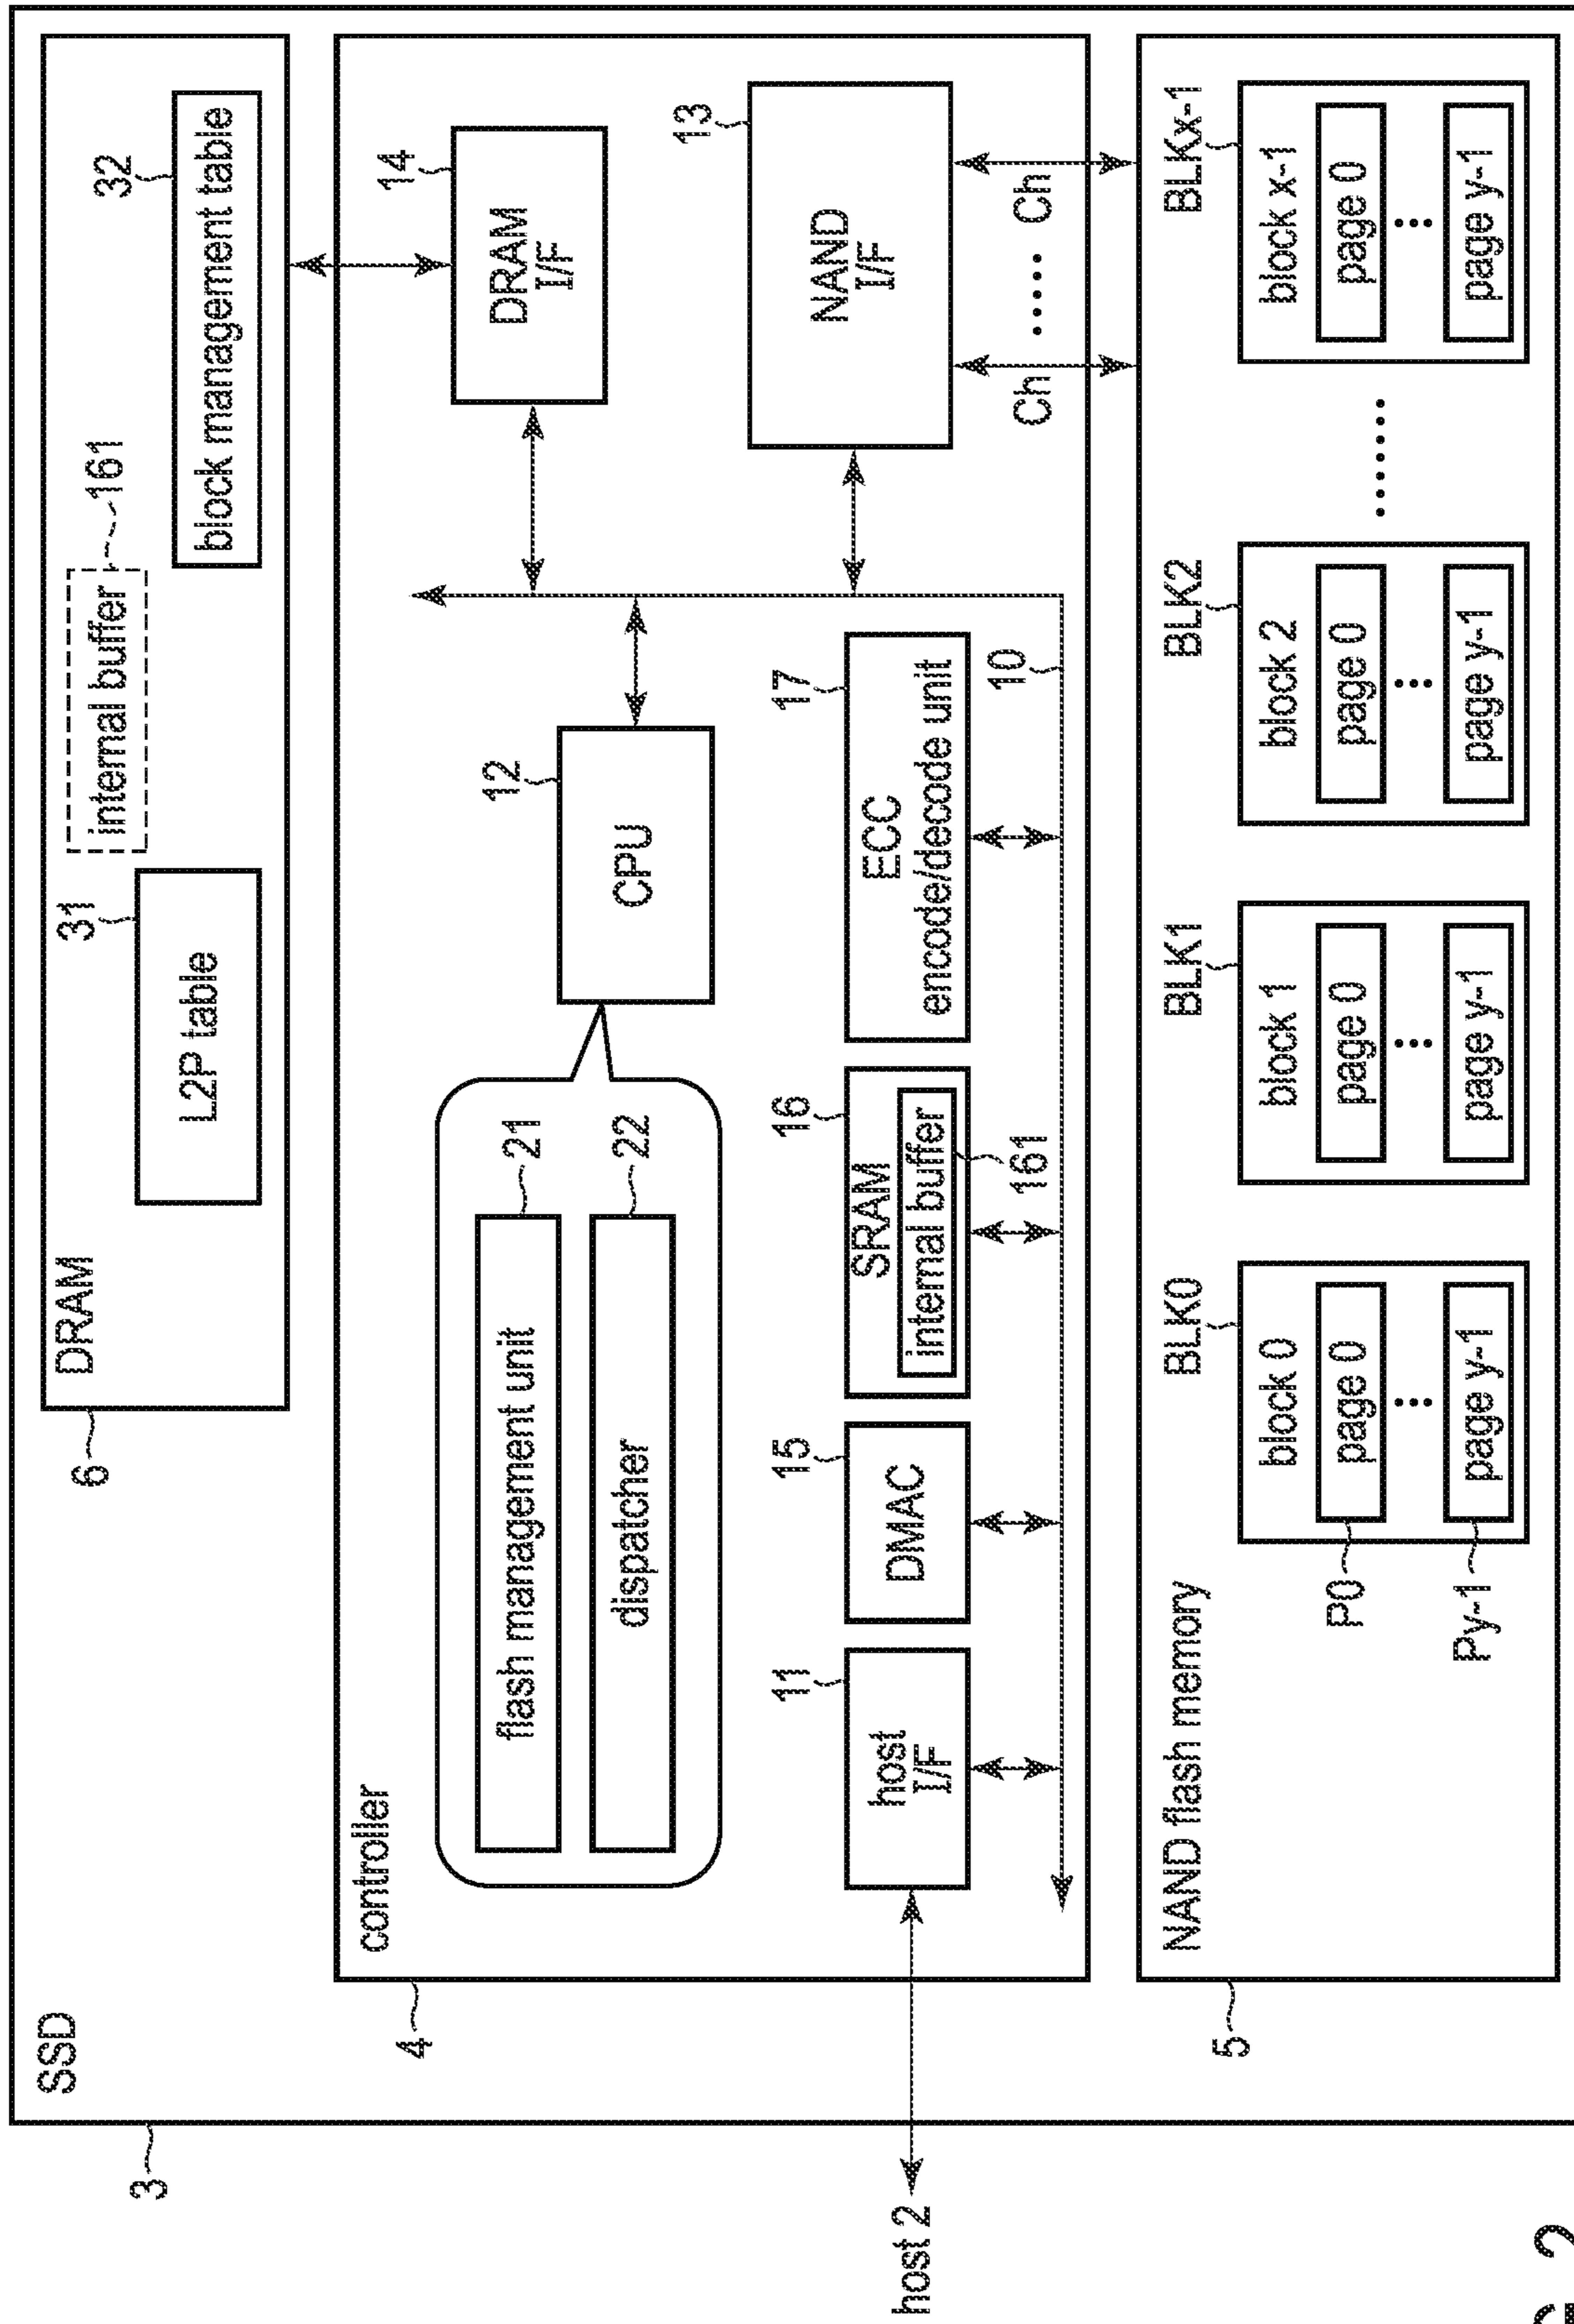 SSD
3
DRAM
6
L2P table
31
internal buffer
161
block management table
32
controller
4
flash management unit
21
dispatcher
22
CPU
12
DRAM
I/F
14
NAND
I/F
13
host
I/F
11
DMAC
15
SRAM
16
internal buffer
161
ECC
encode/decode unit
17
10
host 2
Ch
Ch
NAND flash memory
5
BLK0
block 0
page 0
page y-1
P0
Py-1
BLK1
block 1
page 0
page y-1
BLK2
block 2
page 0
page y-1
BLKx-1
block x-1
page 0
page y-1
G. 2